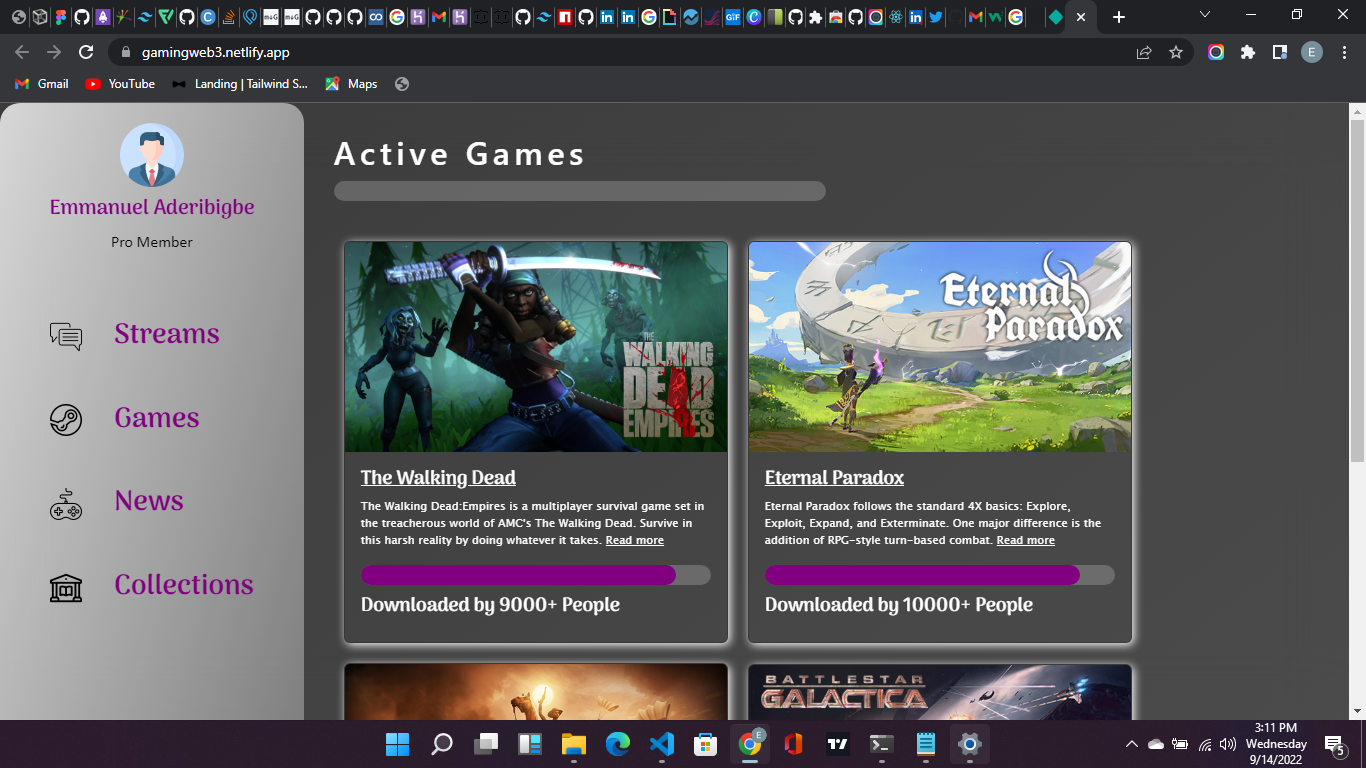 gamingweb3.netlify.app
E
Gmail
YouTube
Landing | Tailwind S...
Maps
Emmanuel Aderibigbe
Pro Member
Streams
Games
News
Collections
Active Games
THE
WALKING
DEAD
EMPIRES
The Walking Dead
The Walking Dead:Empires is a multiplayer survival game set in
the treacherous world of AMC's The Walking Dead. Survive in
this harsh reality by doing whatever it takes. Read more
Downloaded by 9000+ People
Eternal
Paradox
Eternal Paradox
Eternal Paradox follows the standard 4X basics: Explore,
Exploit, Expand, and Exterminate. One major difference is the
addition of RPG-style turn-based combat. Read more
Downloaded by 10000+ People
BATTLESTAR
GALACTICA
3:11 PM
Wednesday
9/14/2022
5